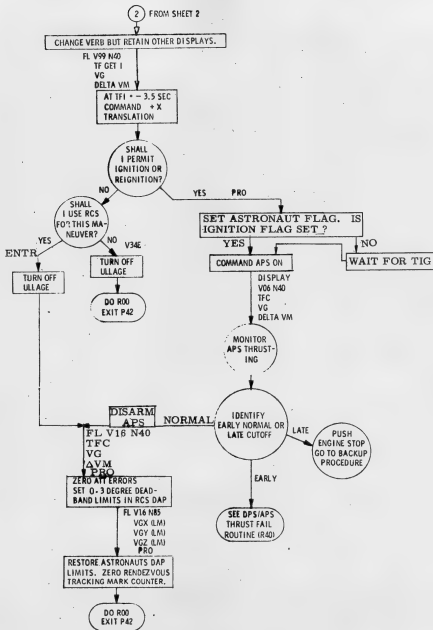 2 FROM SHEET 2
CHANGE VERB BUT RETAIN OTHER DISPLAYS.
FL V99 N40
TF GET I
VG
DELTA VM
AT TFI = - 3.5 SEC
COMMAND + X
TRANSLATION
SHALL
I PERMIT
IGNITION OR
REIGNITION?
NO
YES PRO
SHALL
I USE RCS
FOR THIS MA-
NEUVER?
YES
ENTR
NO V34E
TURN OFF
ULLAGE
TURN OFF
ULLAGE
DO R00
EXIT P42
SET ASTRONAUT FLAG. IS
IGNITION FLAG SET ?
YES
NO
COMMAND APS ON
WAIT FOR TIG
DISPLAY
V06 N40
TFC
VG
DELTA VM
MONITOR
APS THRUST-
ING
IDENTIFY
EARLY NORMAL OR
LATE CUTOFF
NORMAL
DISARM
APS
LATE
PUSH
ENGINE STOP
GO TO BACKUP
PROCEDURE
EARLY
SEE DPS/APS
THRUST FAIL
ROUTINE (R40)
FL V16 N40
TFC
VG
ΔVM
PRO
ZERO ATT ERRORS
SET 0.3 DEGREE DEAD-
BAND LIMITS IN RCS DAP
FL V16 N85
VGX (LM)
VGY (LM)
VGZ (LM)
PRO
RESTORE ASTRONAUTS DAP
LIMITS. ZERO RENDEZVOUS
TRACKING MARK COUNTER.
DO R00
EXIT P42